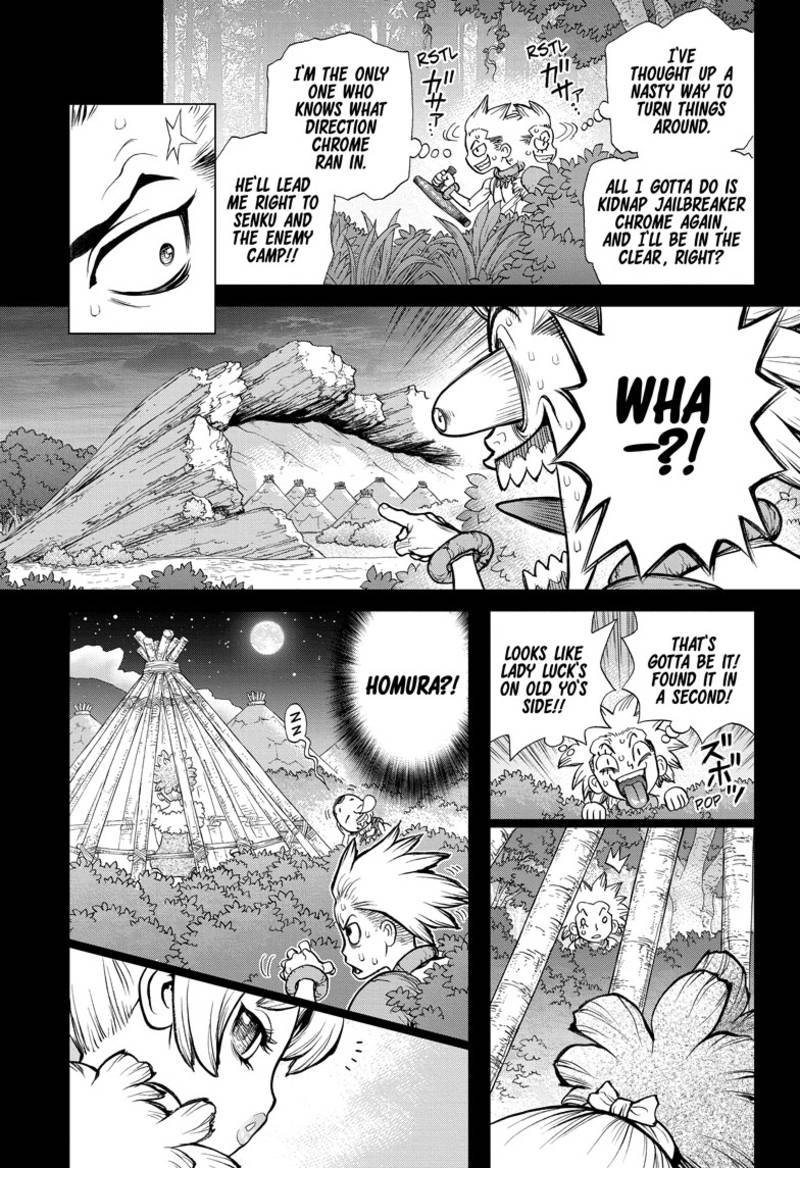 I'VE
THOUGHT UP A
NASTY WAY TO
TURN THINGS
AROUND.
ALL I GOTTA DO IS
KIDNAP JAILBREAKER
CHROME AGAIN,
AND I'LL BE IN THE
CLEAR, RIGHT?
RSTL
ガサァ…
RSTL
ガサァ…
I'M THE ONLY
ONE WHO
KNOWS WHAT
DIRECTION
CHROME
RAN IN.
HE'LL LEAD
ME RIGHT TO
SENKU AND
THE ENEMY
CAMP!!
WHA
–?!
THAT'S
GOTTA BE IT!
FOUND IT IN
A SECOND!
LOOKS LIKE
LADY LUCK'S
ON OLD YO'S
SIDE!!
ズボッ
POP
HOMURA?!
ZZZ